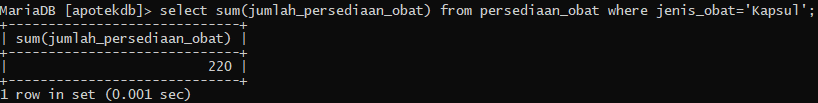 MariaDB [apotekdb]> select sum(jumlah_persediaan_obat) from persediaan_obat where jenis_obat='Kapsul';
+-----------------------------+
| sum(jumlah_persediaan_obat) |
+-----------------------------+
|                         220 |
+-----------------------------+
1 row in set (0.001 sec)